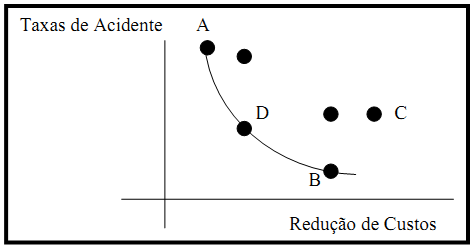 Taxas de Acidente
A
D
C
B
Redução de Custos